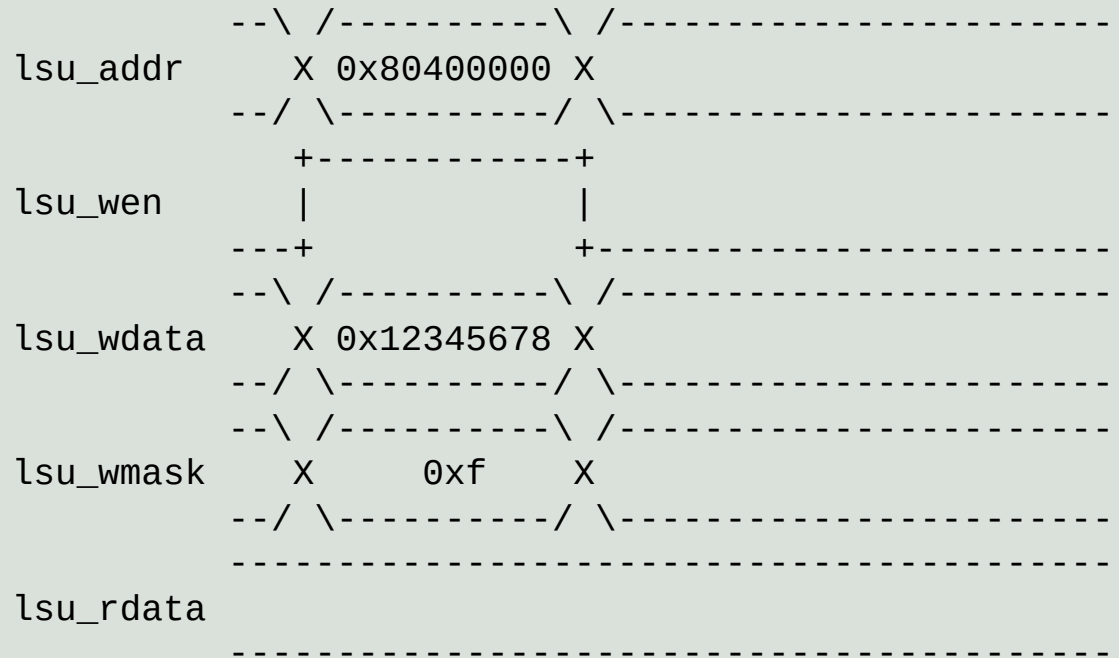 --\ /----------\ /-----------------------
lsu_addr     X 0x80400000 X
          --/ \----------/ \-----------------------
             +------------+
lsu_wen      |            |
          ---+            +------------------------
          --\ /----------\ /-----------------------
lsu_wdata    X 0x12345678 X
          --/ \----------/ \-----------------------
          --\ /----------\ /-----------------------
lsu_wmask    X     0xf    X
          --/ \----------/ \-----------------------
          -----------------------------------------
lsu_rdata
          -----------------------------------------